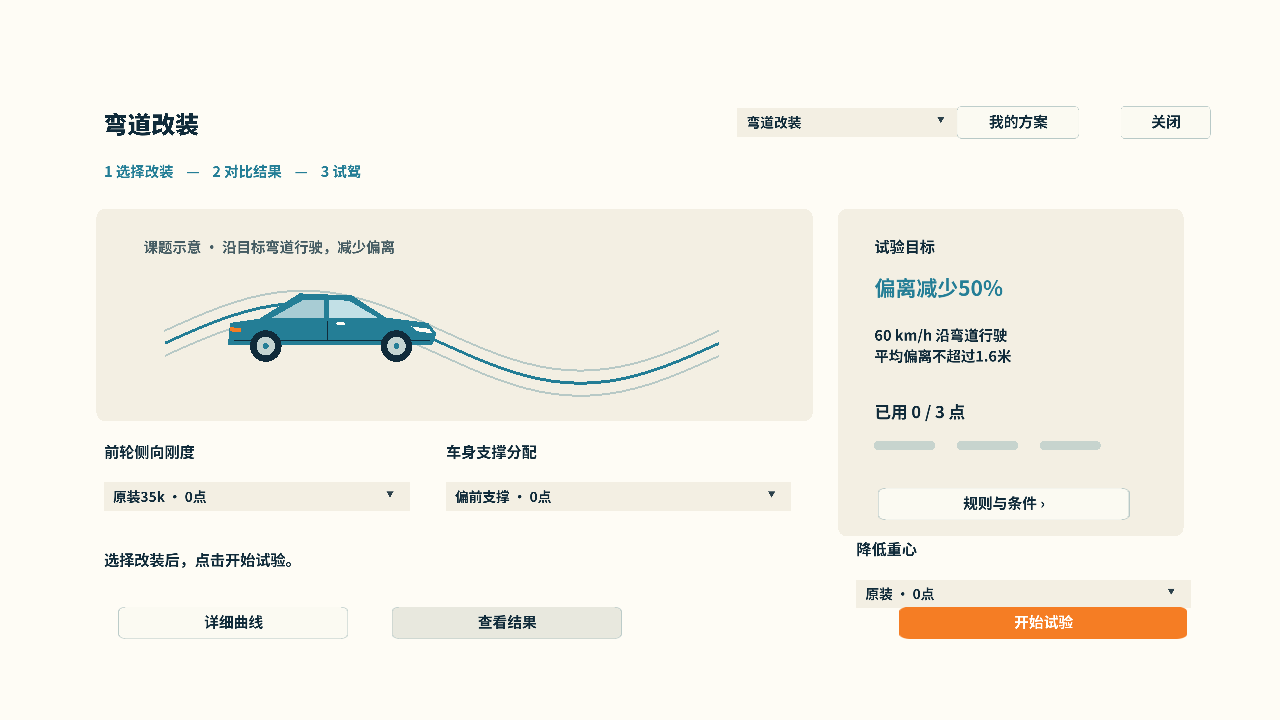 弯道改装
弯道改装
我的方案
关闭
1 选择改装 — 2 对比结果 — 3 试驾
课题示意 • 沿目标弯道行驶，减少偏离
试验目标
偏离减少50%
60 km/h 沿弯道行驶
平均偏离不超过1.6米
已用 0 / 3 点
规则与条件 ›
前轮侧向刚度
车身支撑分配
原装35k • 0点
偏前支撑 • 0点
降低重心
原装 • 0点
选择改装后，点击开始试验。
详细曲线
查看结果
开始试验